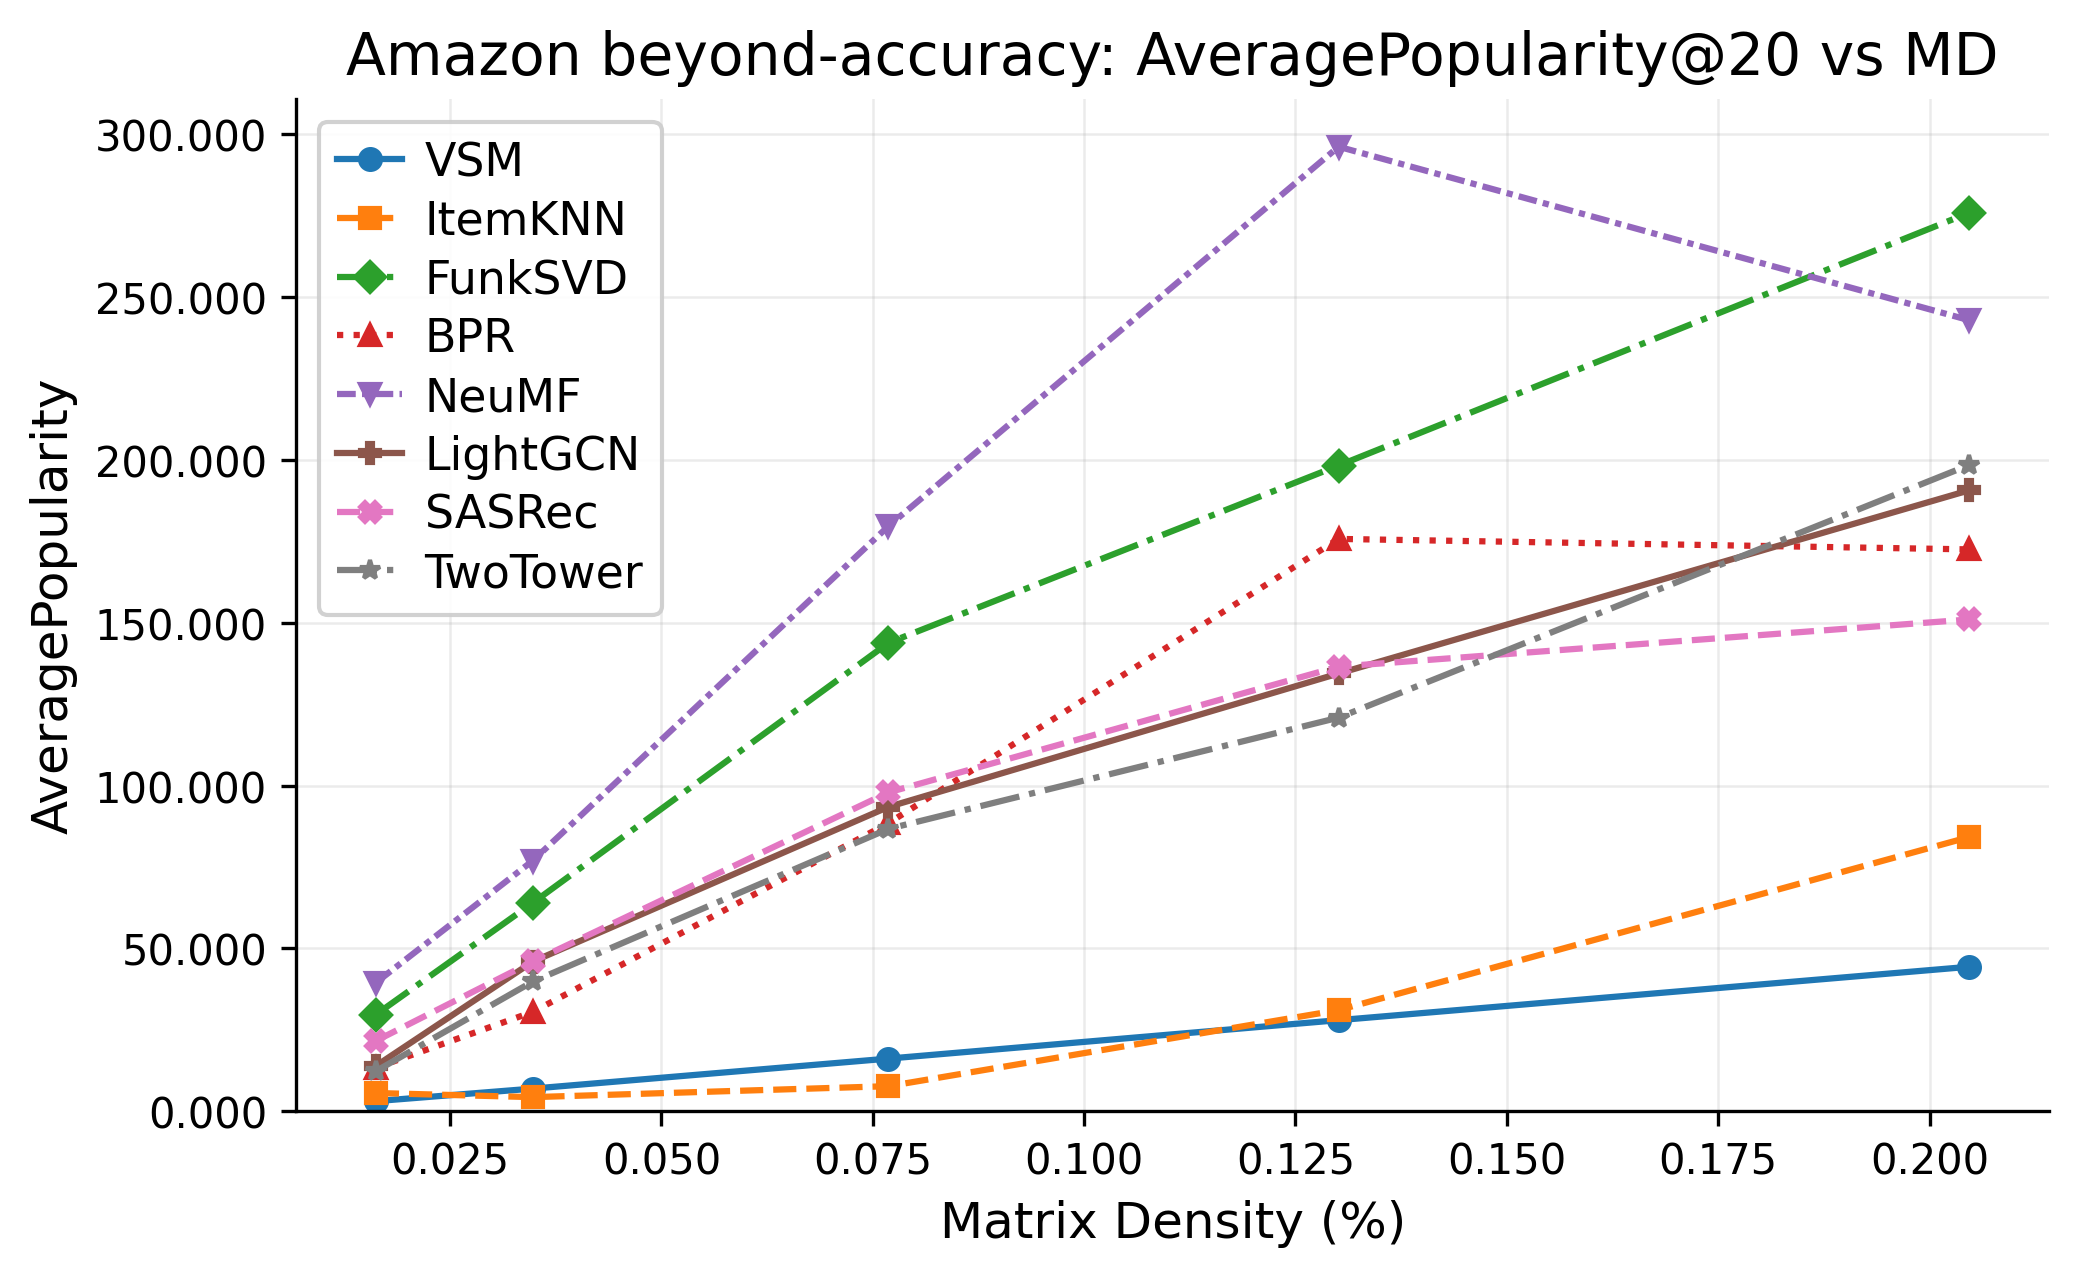 Amazon beyond-accuracy: AveragePopularity@20 vs MD
AveragePopularity
300.000
250.000
200.000
150.000
100.000
50.000
0.000
VSM
ItemKNN
FunkSVD
BPR
NeuMF
LightGCN
SASRec
TwoTower
0.025 0.050 0.075 0.100 0.125 0.150 0.175 0.200
Matrix Density (%)